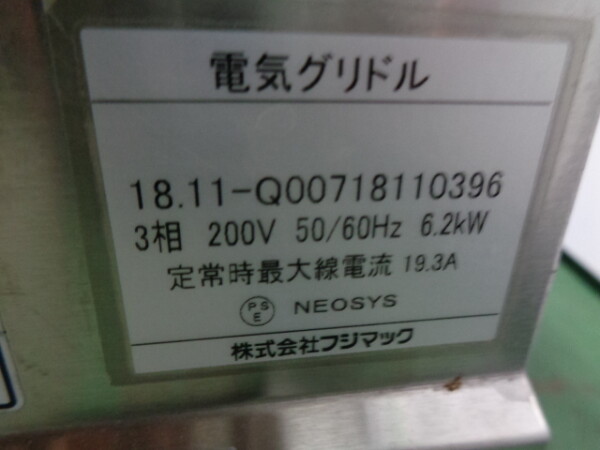 電気グリドル
18.11-Q00718110396
3相 200V 50/60Hz 6.2kW
定常時最大線電流 19.3A
PSE NEOSYS
株式会社フジマック